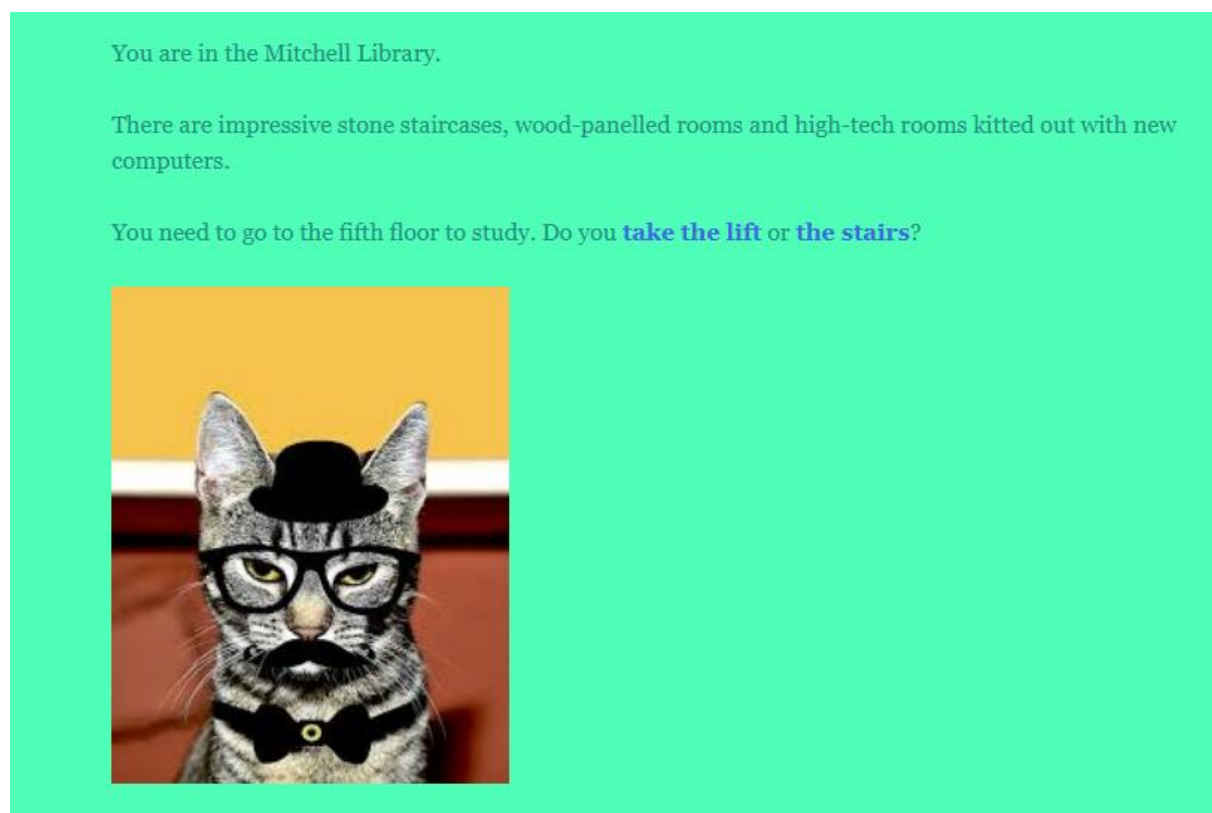 You are in the Mitchell Library.
There are impressive stone staircases, wood-panelled rooms and high-tech rooms kitted out with new
computers.
You need to go to the fifth floor to study. Do you take the lift or the stairs?